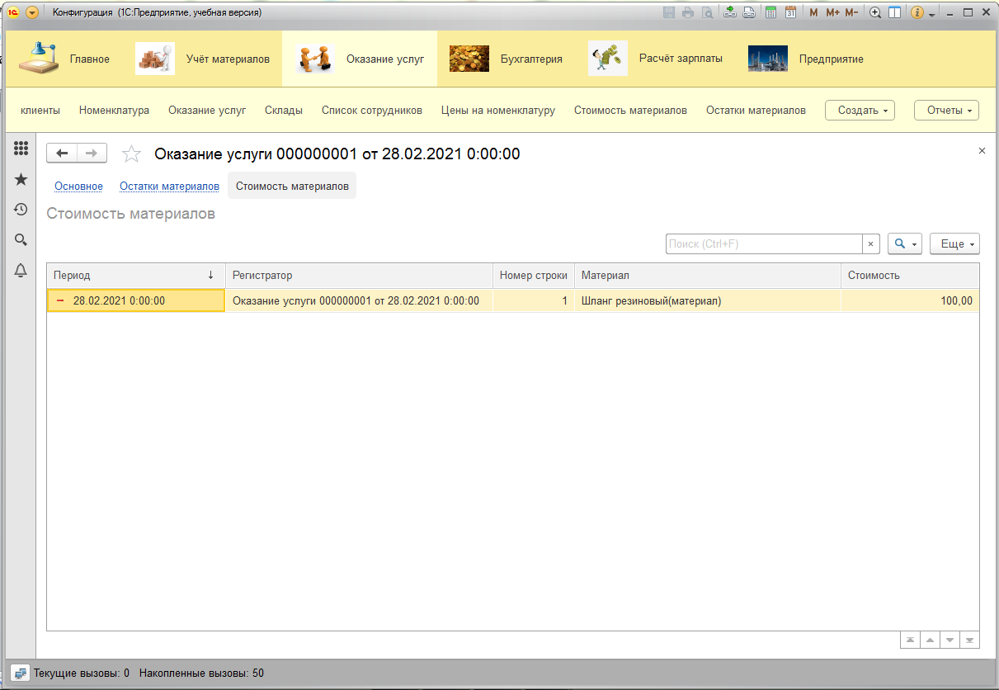 Конфигурация (1С:Предприятие, учебная версия)
M M+ M-
Главное Учёт материалов Оказание услуг Бухгалтерия Расчёт зарплаты Предприятие
клиенты Номенклатура Оказание услуг Склады Список сотрудников Цены на номенклатуру Стоимость материалов Остатки материалов Создать Отчеты
Оказание услуги 000000001 от 28.02.2021 0:00:00
Основное Остатки материалов Стоимость материалов
Стоимость материалов
Поиск (Ctrl+F) × Еще
Период ↓ Регистратор Номер строки Материал Стоимость
28.02.2021 0:00:00 Оказание услуги 000000001 от 28.02.2021 0:00:00 1 Шланг резиновый(материал) 100,00
Текущие вызовы: 0 Накопленные вызовы: 50